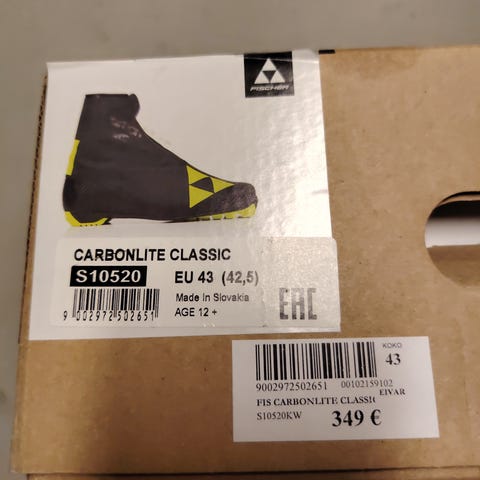 FISCHER
CARBONLITE CLASSIC
S10520 EU 43 (42,5)
Made In Slovakia
AGE 12 +
9 002972 502651
EAC
KOKO
43
9002972502651 00102159102
EIVAR
FIS CARBONLITE CLASSIC
S10520KW
349 €